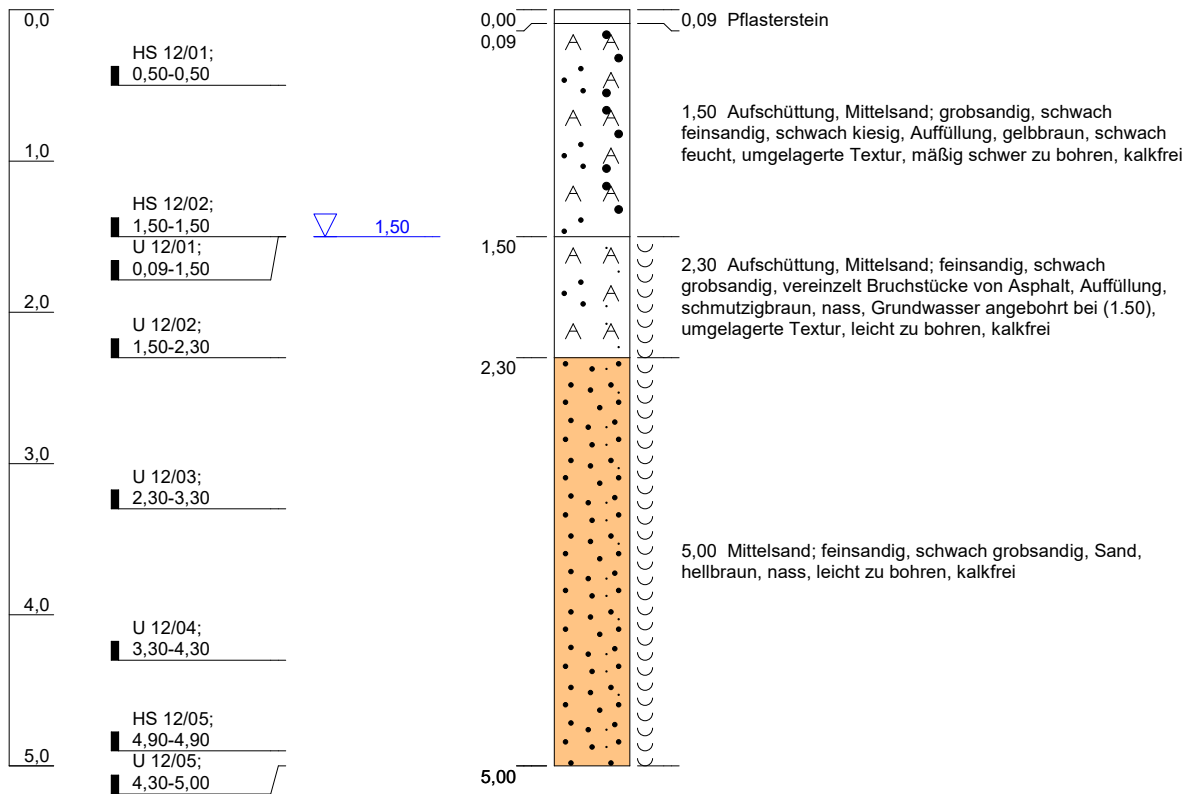 0,0
1,0
2,0
3,0
4,0
5,0
HS 12/01;
0,50-0,50
HS 12/02;
1,50-1,50
U 12/01;
0,09-1,50
U 12/02;
1,50-2,30
U 12/03;
2,30-3,30
U 12/04;
3,30-4,30
HS 12/05;
4,90-4,90
U 12/05;
4,30-5,00
1,50
0,00
0,09
1,50
2,30
5,00
0,09 Pflasterstein
1,50 Aufschüttung, Mittelsand; grobsandig, schwach
feinsandig, schwach kiesig, Auffüllung, gelbbraun, schwach
feucht, umgelagerte Textur, mäßig schwer zu bohren, kalkfrei
2,30 Aufschüttung, Mittelsand; feinsandig, schwach
grobsandig, vereinzelt Bruchstücke von Asphalt, Auffüllung,
schmutzigbraun, nass, Grundwasser angebohrt bei (1.50),
umgelagerte Textur, leicht zu bohren, kalkfrei
5,00 Mittelsand; feinsandig, schwach grobsandig, Sand,
hellbraun, nass, leicht zu bohren, kalkfrei